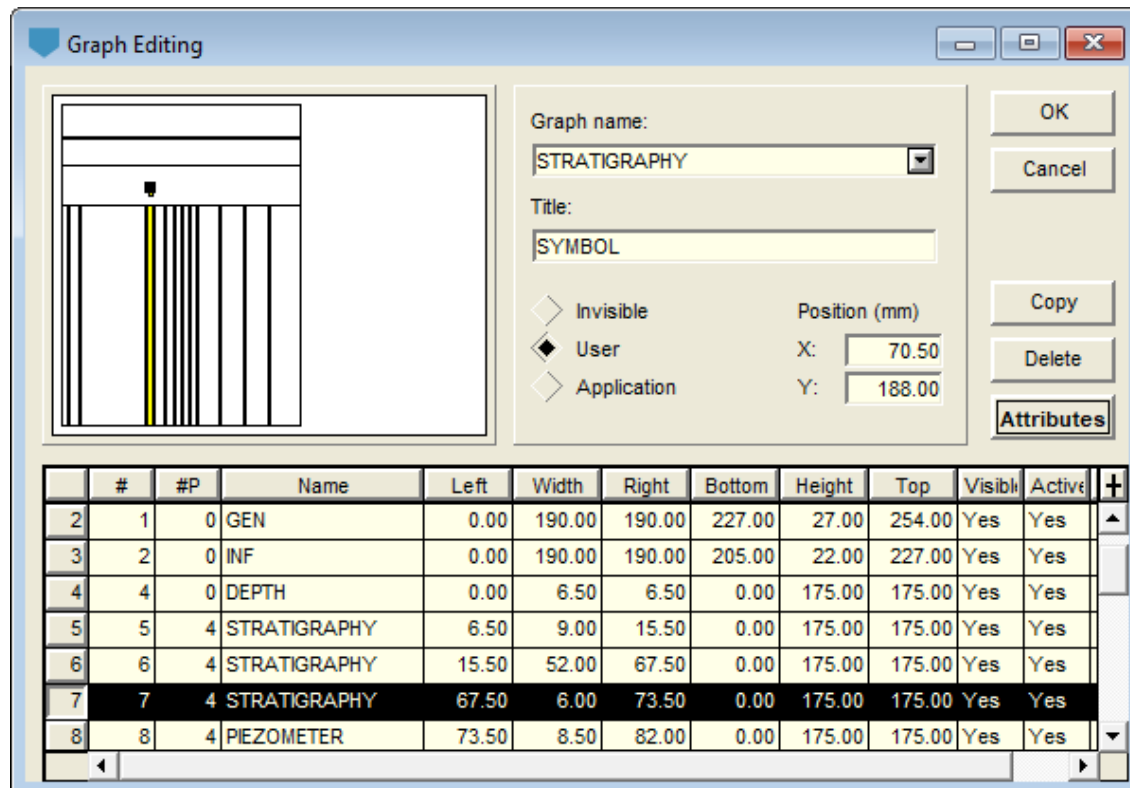 Graph Editing
Graph name:
STRATIGRAPHY
Title:
SYMBOL
Invisible
User
Application
Position (mm)
X: 70.50
Y: 188.00
OK
Cancel
Copy
Delete
Attributes
# #P Name Left Width Right Bottom Height Top Visibl Active +
2 1 0 GEN 0.00 190.00 190.00 227.00 27.00 254.00 Yes Yes
3 2 0 INF 0.00 190.00 190.00 205.00 22.00 227.00 Yes Yes
4 4 0 DEPTH 0.00 6.50 6.50 0.00 175.00 175.00 Yes Yes
5 5 4 STRATIGRAPHY 6.50 9.00 15.50 0.00 175.00 175.00 Yes Yes
6 6 4 STRATIGRAPHY 15.50 52.00 67.50 0.00 175.00 175.00 Yes Yes
7 7 4 STRATIGRAPHY 67.50 6.00 73.50 0.00 175.00 175.00 Yes Yes
8 8 4 PIEZOMETER 73.50 8.50 82.00 0.00 175.00 175.00 Yes Yes